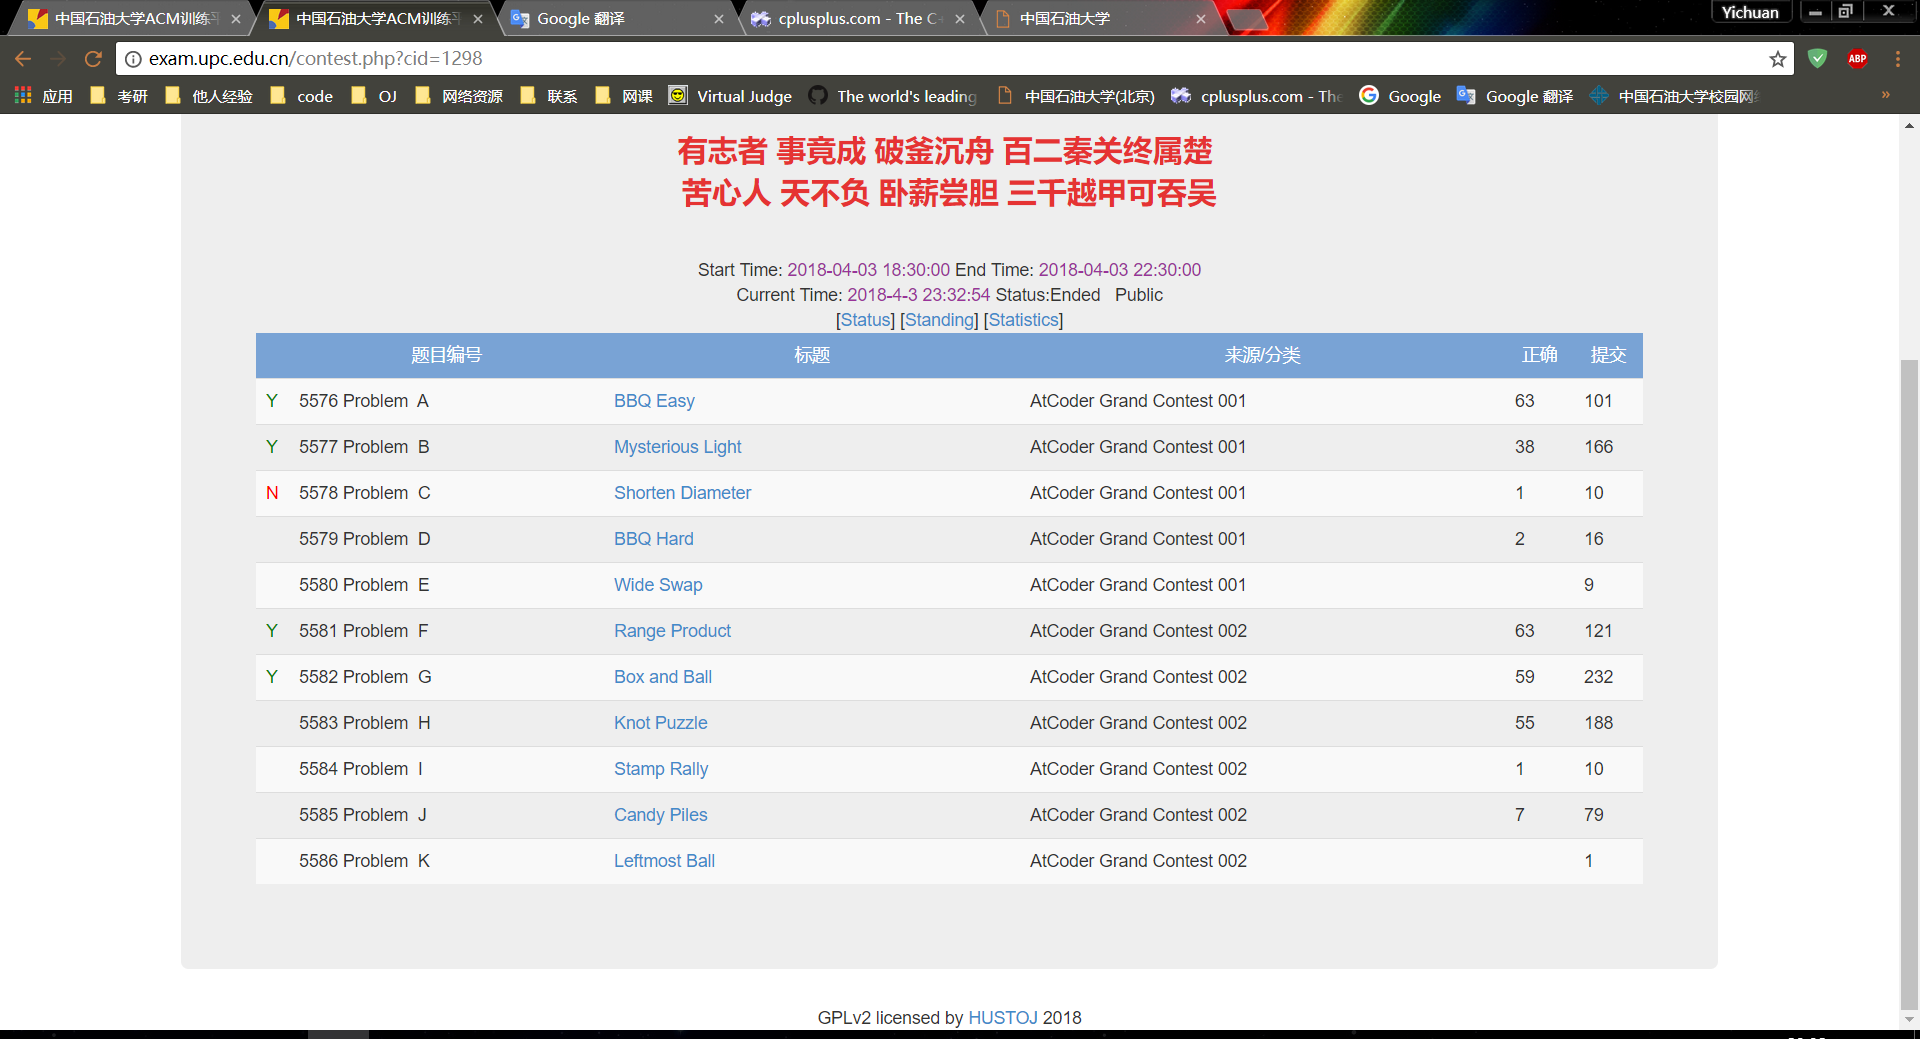 中国石油大学ACM训练平
中国石油大学ACM训练平
Google 翻译
cplusplus.com - The C+
中国石油大学
Yichuan
exam.upc.edu.cn/contest.php?cid=1298
ABP
应用 考研 他人经验 code OJ 网络资源 联系 网课 Virtual Judge The world's leading 中国石油大学(北京) cplusplus.com - The Google Google 翻译 中国石油大学校园网 »
有志者 事竟成 破釜沉舟 百二秦关终属楚
苦心人 天不负 卧薪尝胆 三千越甲可吞吴
Start Time: 2018-04-03 18:30:00 End Time: 2018-04-03 22:30:00
Current Time: 2018-4-3 23:32:54 Status:Ended Public
[Status] [Standing] [Statistics]
题目编号 标题 来源/分类 正确 提交
Y 5576 Problem A BBQ Easy AtCoder Grand Contest 001 63 101
Y 5577 Problem B Mysterious Light AtCoder Grand Contest 001 38 166
N 5578 Problem C Shorten Diameter AtCoder Grand Contest 001 1 10
5579 Problem D BBQ Hard AtCoder Grand Contest 001 2 16
5580 Problem E Wide Swap AtCoder Grand Contest 001 9
Y 5581 Problem F Range Product AtCoder Grand Contest 002 63 121
Y 5582 Problem G Box and Ball AtCoder Grand Contest 002 59 232
5583 Problem H Knot Puzzle AtCoder Grand Contest 002 55 188
5584 Problem I Stamp Rally AtCoder Grand Contest 002 1 10
5585 Problem J Candy Piles AtCoder Grand Contest 002 7 79
5586 Problem K Leftmost Ball AtCoder Grand Contest 002 1
GPLv2 licensed by HUSTOJ 2018